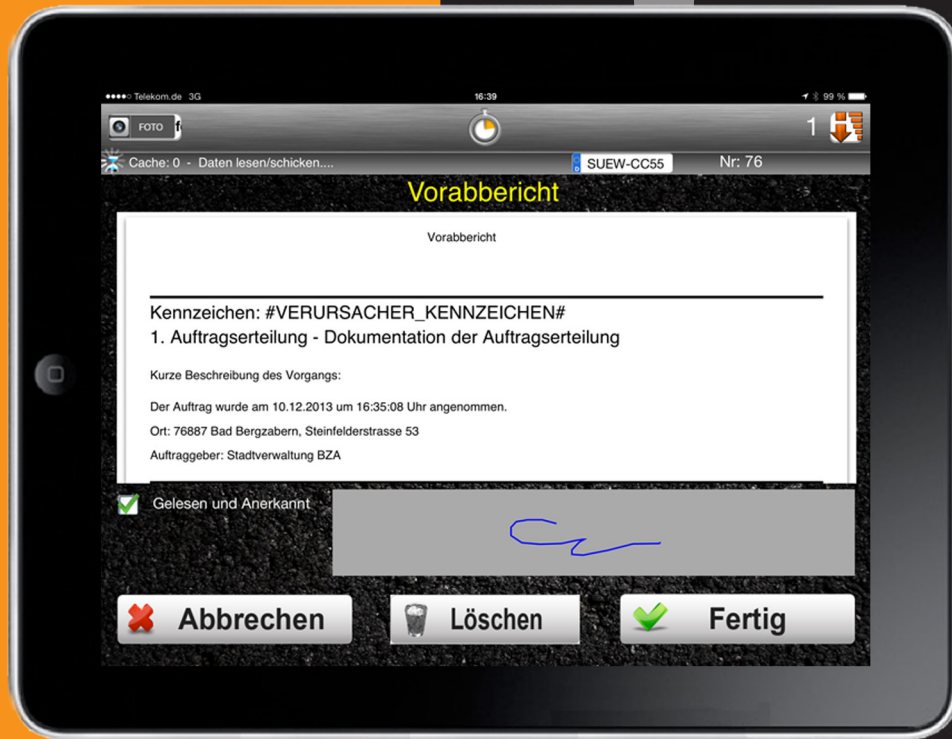 Telekom.de 3G 16:39 99 %
FOTO f 1
Cache: 0 - Daten lesen/schicken.... SUEW-CC55 Nr: 76
Vorabbericht
Vorabbericht
Kennzeichen: #VERURSACHER_KENNZEICHEN#
1. Auftragserteilung - Dokumentation der Auftragserteilung
Kurze Beschreibung des Vorgangs:
Der Auftrag wurde am 10.12.2013 um 16:35:08 Uhr angenommen.
Ort: 76887 Bad Bergzabern, Steinfelderstrasse 53
Auftraggeber: Stadtverwaltung BZA
Gelesen und Anerkannt
Abbrechen Löschen Fertig